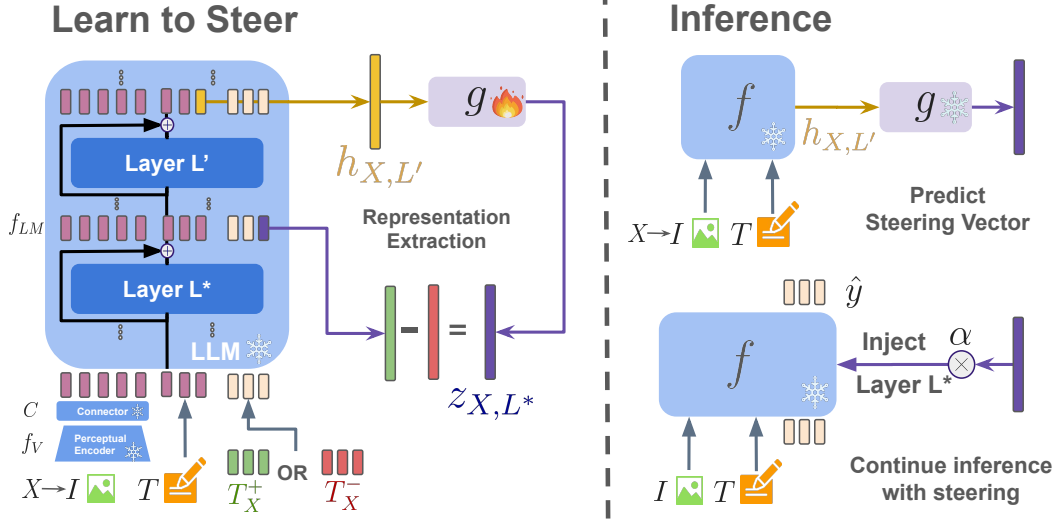 Learn to Steer
g
h_{X,L'}
Layer L'
Representation
Extraction
f_{LM}
Layer L*
LLM
− =
z_{X,L*}
C
Connector
f_V
Perceptual
Encoder
X→I T
T_X^+ OR T_X^-
Inference
f
h_{X,L'}
g
X→I T
Predict
Steering Vector
ŷ
f
Inject
Layer L*
α
×
I T
Continue inference
with steering